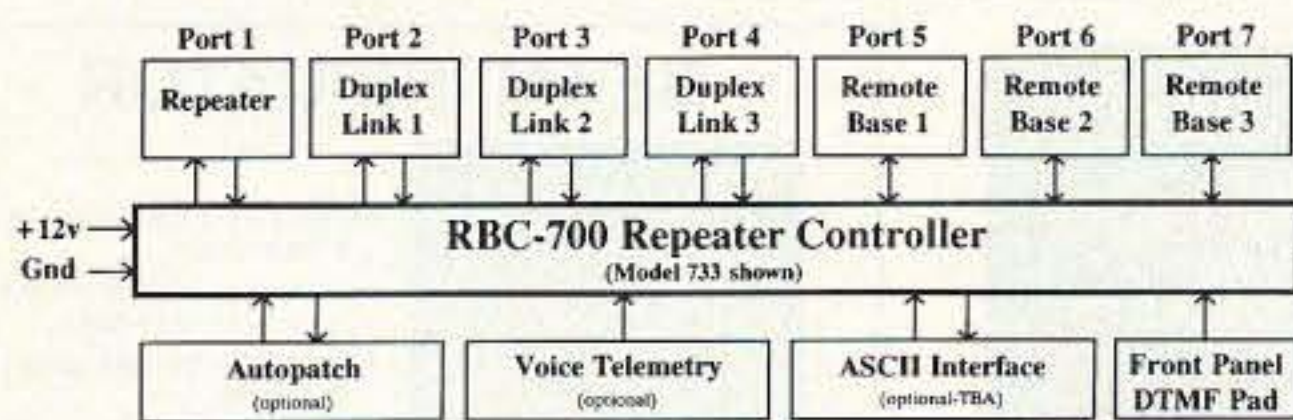 Port 1 Port 2 Port 3 Port 4 Port 5 Port 6 Port 7
Repeater
Duplex
Link 1
Duplex
Link 2
Duplex
Link 3
Remote
Base 1
Remote
Base 2
Remote
Base 3
+12v
Gnd
RBC-700 Repeater Controller
(Model 733 shown)
Autopatch
(optional)
Voice Telemetry
(optional)
ASCII Interface
(optional-TBA)
Front Panel
DTMF Pad